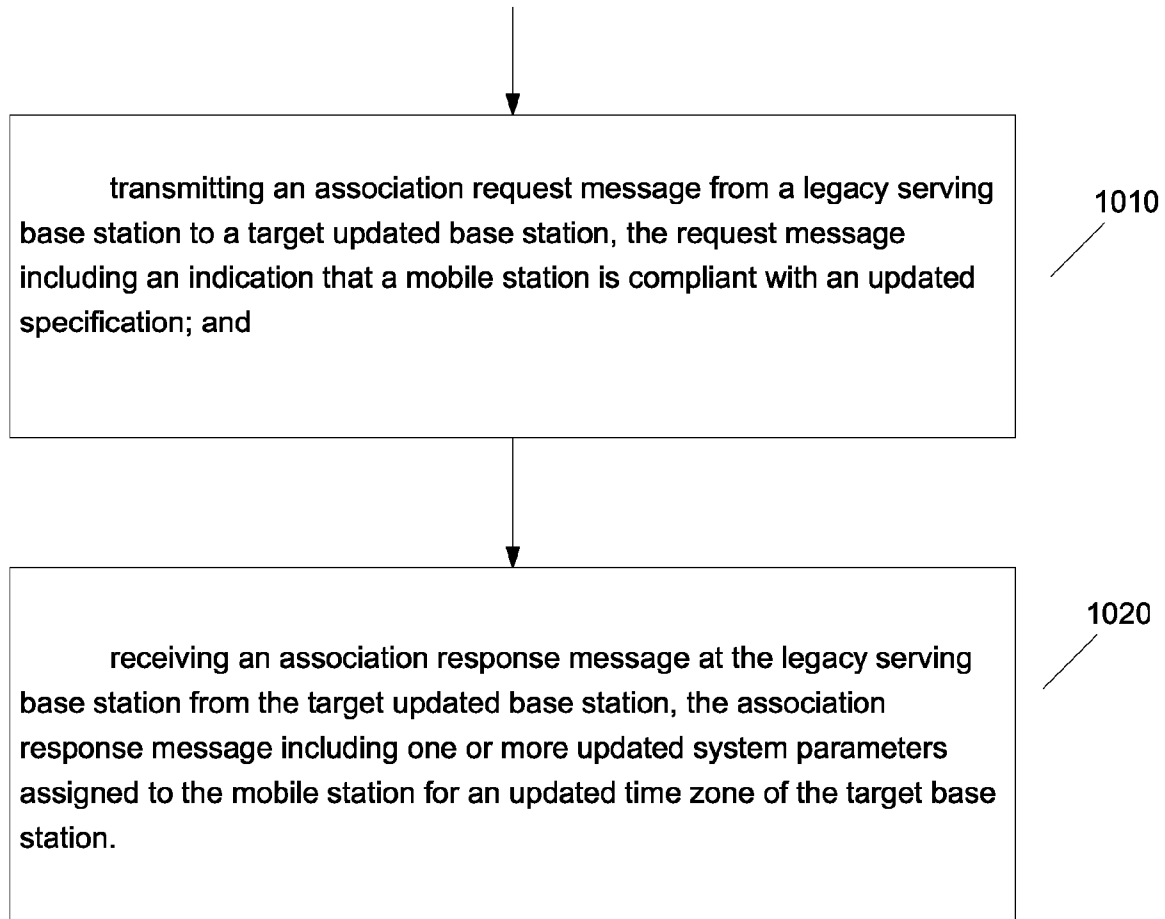 transmitting an association request message from a legacy serving
base station to a target updated base station, the request message
including an indication that a mobile station is compliant with an updated
specification; and
1010
receiving an association response message at the legacy serving
base station from the target updated base station, the association
response message including one or more updated system parameters
assigned to the mobile station for an updated time zone of the target base
station.
1020